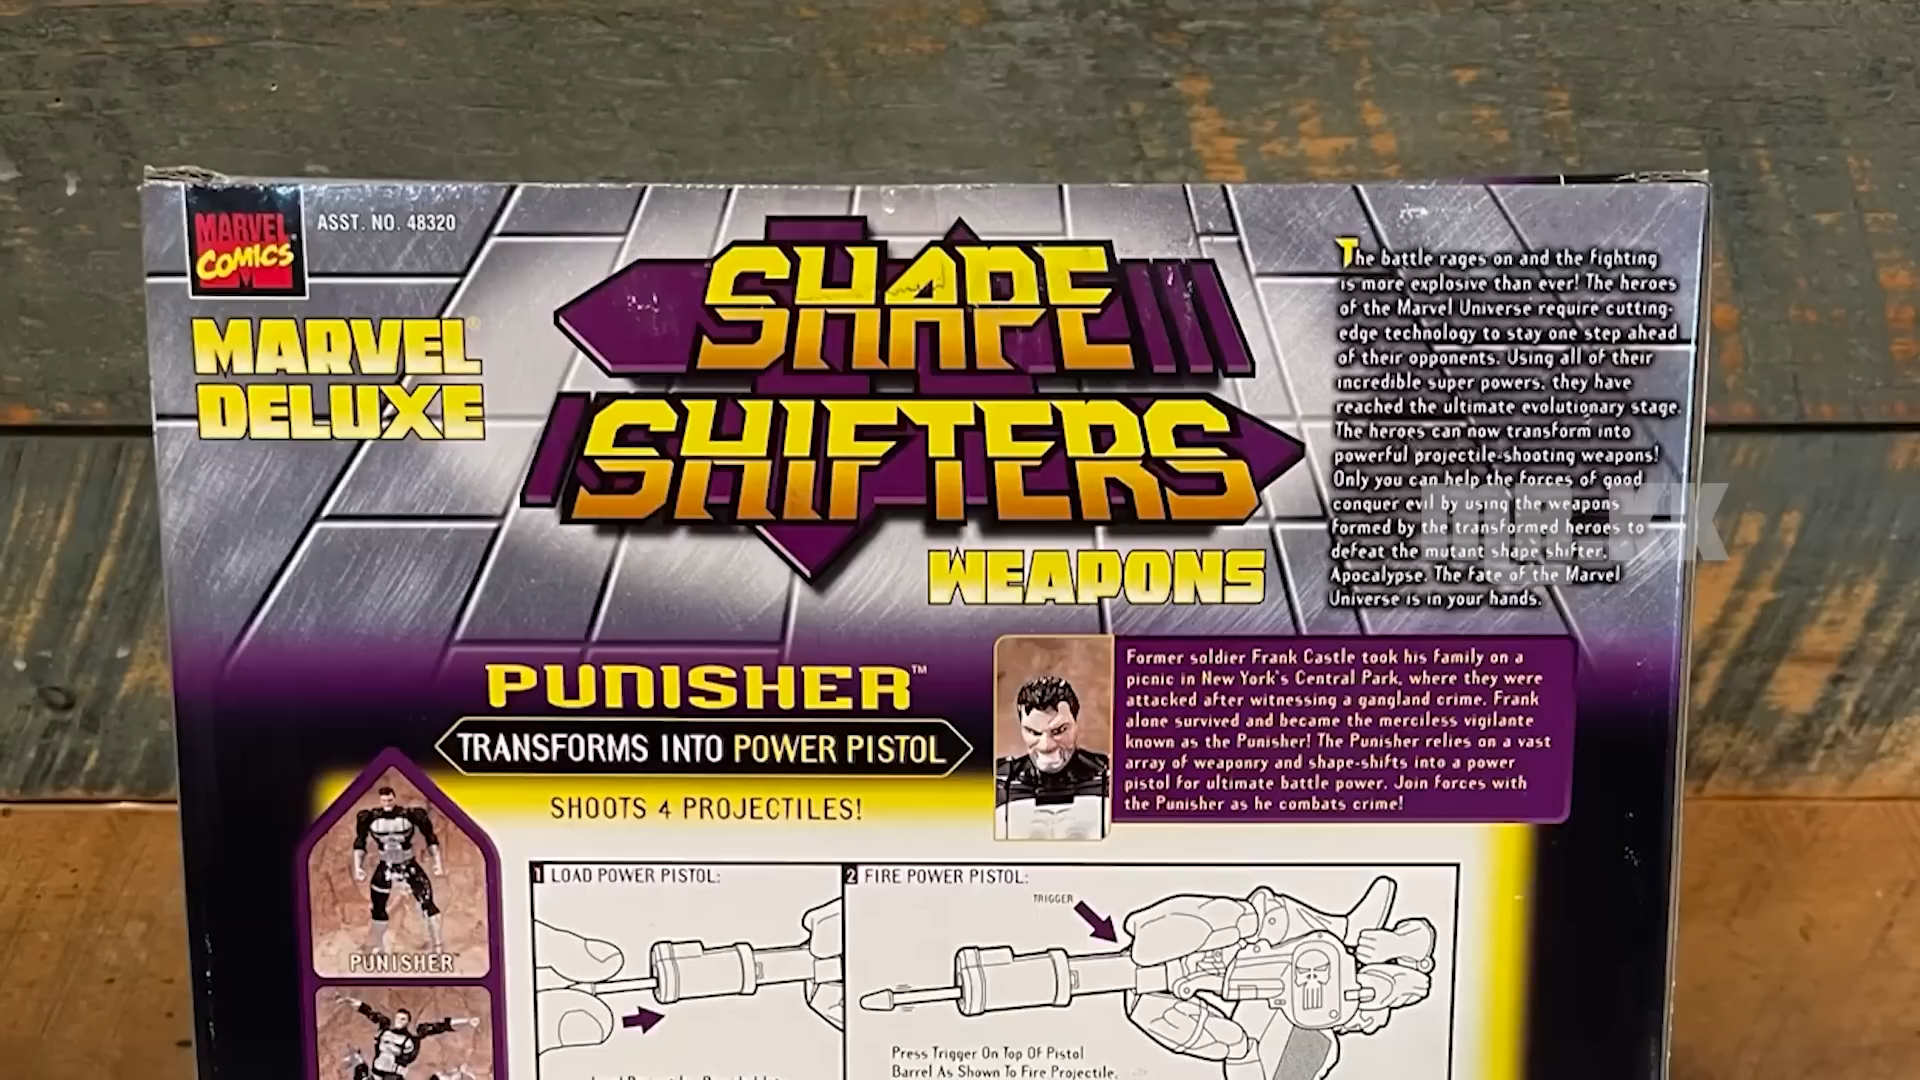 MARVEL
COMICS
ASST. NO. 48320
MARVEL
DELUXE
SHAPE
SHIFTERS
WEAPONS
The battle rages on and the fighting
is more explosive than ever! The heroes
of the Marvel Universe require cutting-
edge technology to stay one step ahead
of their opponents. Using all of their
incredible super powers, they have
reached the ultimate evolutionary stage.
The heroes can now transform into
powerful projectile-shooting weapons!
Only you can help the forces of good
conquer evil by using the weapons
formed by the transformed heroes to
defeat the mutant shape shifter,
Apocalypse. The fate of the Marvel
Universe is in your hands.
PUNISHER™
TRANSFORMS INTO POWER PISTOL
SHOOTS 4 PROJECTILES!
Former soldier Frank Castle took his family on a
picnic in New York's Central Park, where they were
attacked after witnessing a gangland crime. Frank
alone survived and became the merciless vigilante
known as the Punisher! The Punisher relies on a vast
array of weaponry and shape-shifts into a power
pistol for ultimate battle power. Join forces with
the Punisher as he combats crime!
PUNISHER™
1 LOAD POWER PISTOL:
2 FIRE POWER PISTOL:
TRIGGER
Press Trigger On Top Of Pistol
Barrel As Shown To Fire Projectile.